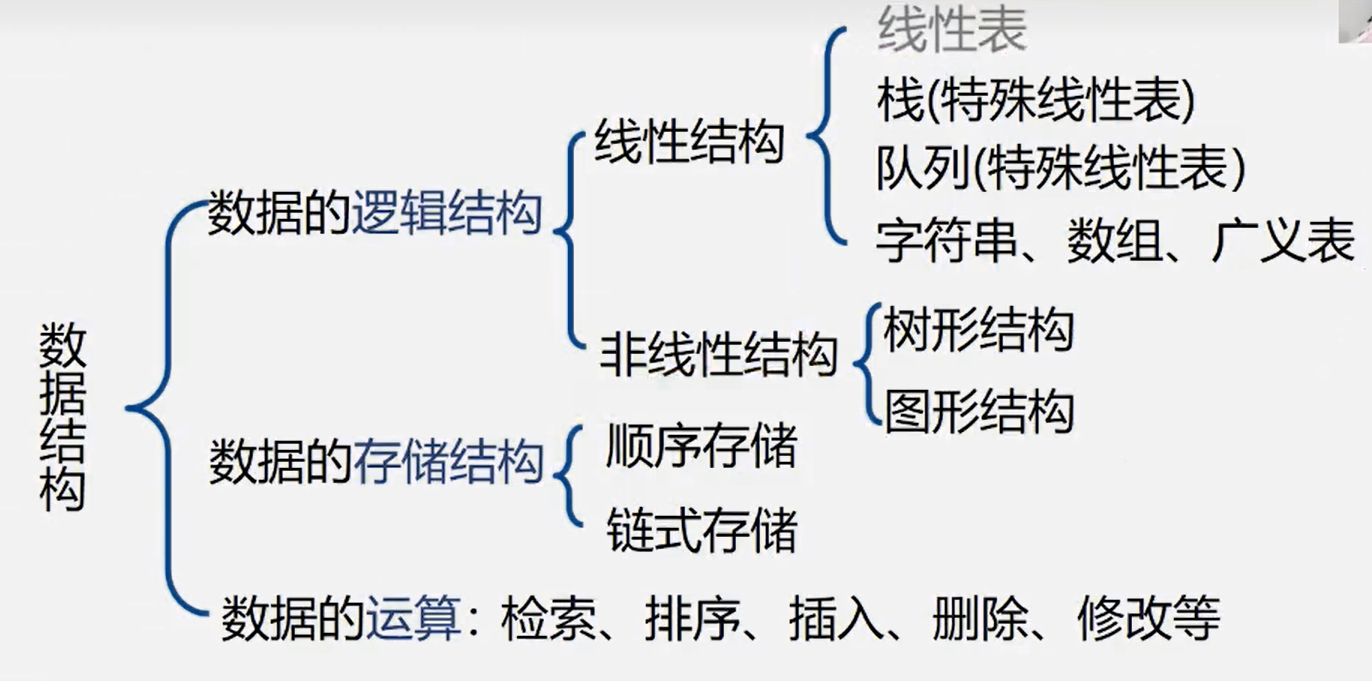 数据结构
数据的逻辑结构
线性结构
线性表
栈(特殊线性表)
队列(特殊线性表)
字符串、数组、广义表
非线性结构
树形结构
图形结构
数据的存储结构
顺序存储
链式存储
数据的运算：检索、排序、插入、删除、修改等